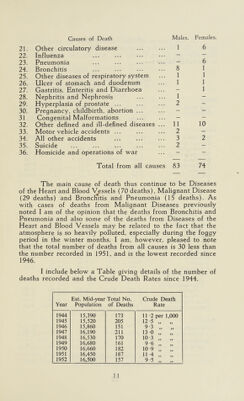 Causes of Death Males. Females.
21. Other circulatory disease ... ... 1 6
22. Influenza ... ... ... ... – –
23. Pneumonia ... ... ... ... – 6
24. Bronchitis ... ... ... ... 8 1
25. Other diseases of respiratory system ... 1 1
26. Ulcer of stomach and duodenum ... 1 1
27. Gastritis, Enteritis and Diarrhoea ... – 1
28. Nephritis and Nephrosis ... ... 1 –
29. Hyperplasia of prostate ... ... ... 2 –
30. Pregnancy, childbirth, abortion ... ... – –
31 Congenital Malformations ... ... – –
32. Other defined and ill-defined diseases ... 11 10
33. Motor vehicle accidents ... ... ... 2 –
34. All other accidents ... ... ... 3 2
35. Suicide ... ... ... ... 2 –
36. Homicide and operations of war ... – –
Total from all causes 83 74
The main cause of death thus continue to be Diseases
of the Heart and Blood Vessels (70 deaths), Malignant Disease
(29 deaths) and Bronchitis and Pneumonia (15 deaths). As
with cases of deaths from Malignant Diseases previously
noted I am of the opinion that the deaths from Bronchitis and
Pneumonia and also some of the deaths from Diseases of the
Heart and Blood Vessels may be related to the fact that the
atmosphere is so heavily polluted, especially during the foggy
period in the winter months. I am, however, pleased to note
that the total number of deaths from all causes is 30 less than
the number recorded in 1951, and is the lowest recorded since
1946.
I include below a Table giving details of the number of
deaths recorded and the Crude Death Rates since 1944.
Year Est. Mid-year Population Total No. of Deaths Crude Death Rate
1944 15,390 173 11·2 per 1,000
1945 15,520 205 12·5 „ „
1946 15,860 151 9·3 „ „
1947 16,190 211 13·0 „ „
1948 16,530 170 10·3 „ „
1949 16,680 161 9·6 „ „
1950 16,660 182 10·9 „ „
1951 16,450 187 11·4 „ „
1952 16,500 157 9·5 „ „
11